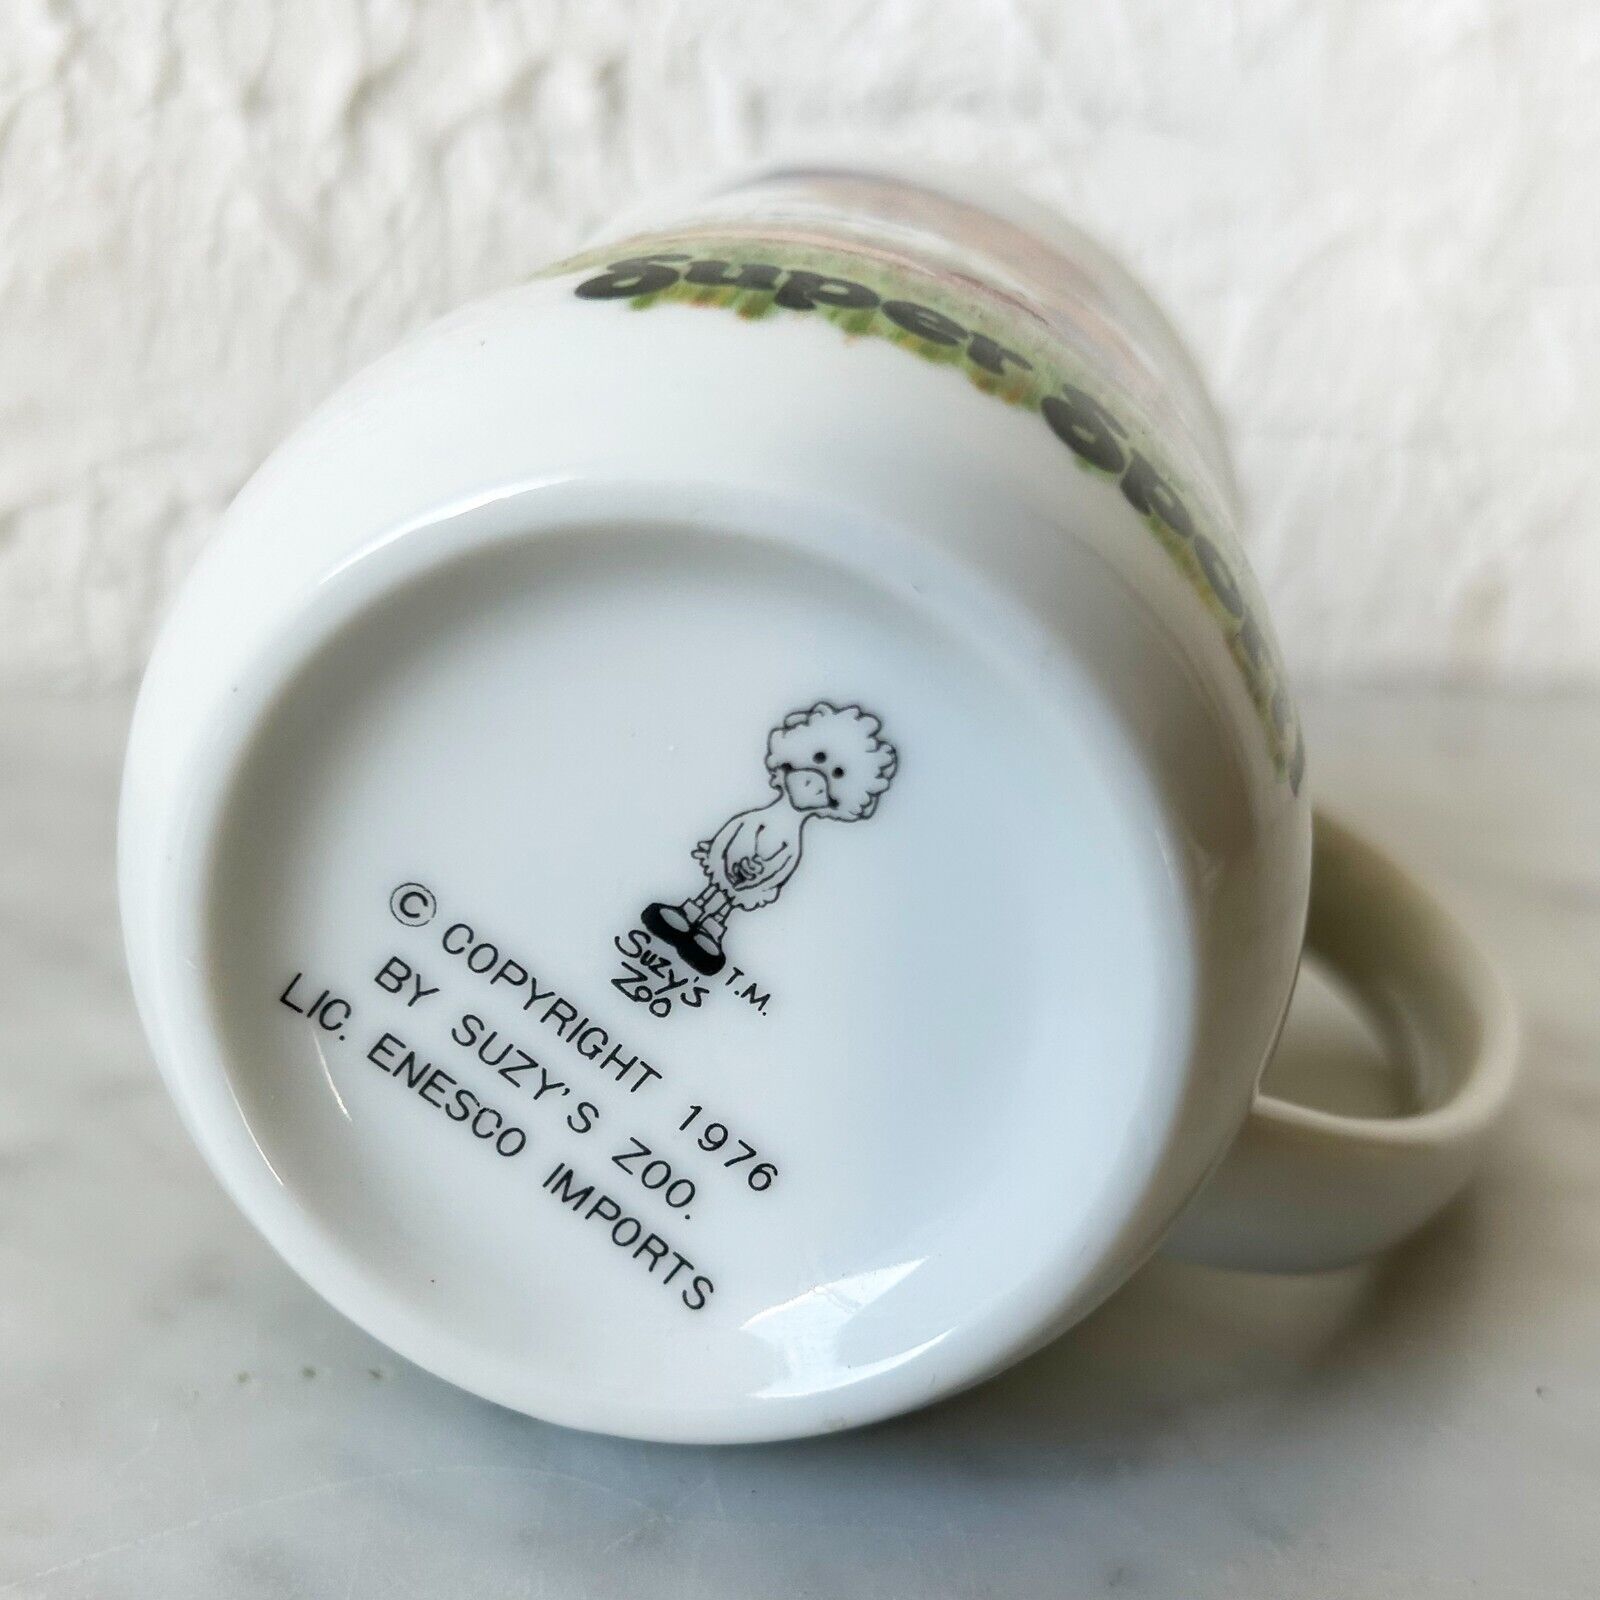 Super
Suzy's
Zoo T.M.
© COPYRIGHT 1976
BY SUZY'S ZOO.
LIC. ENESCO IMPORTS